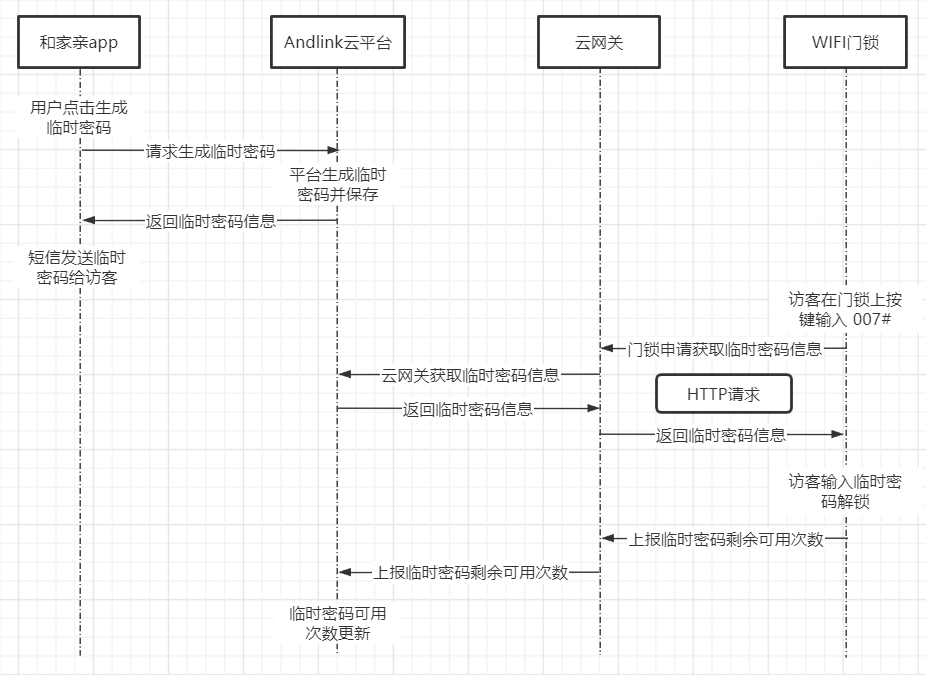 和家亲app
Andlink云平台
云网关
WIFI门锁
用户点击生成
临时密码
请求生成临时密码
平台生成临时
密码并保存
返回临时密码信息
短信发送临时
密码给访客
访客在门锁上按
键输入 007#
门锁申请获取临时密码信息
云网关获取临时密码信息
HTTP请求
返回临时密码信息
返回临时密码信息
访客输入临时密
码解锁
上报临时密码剩余可用次数
上报临时密码剩余可用次数
临时密码可用
次数更新